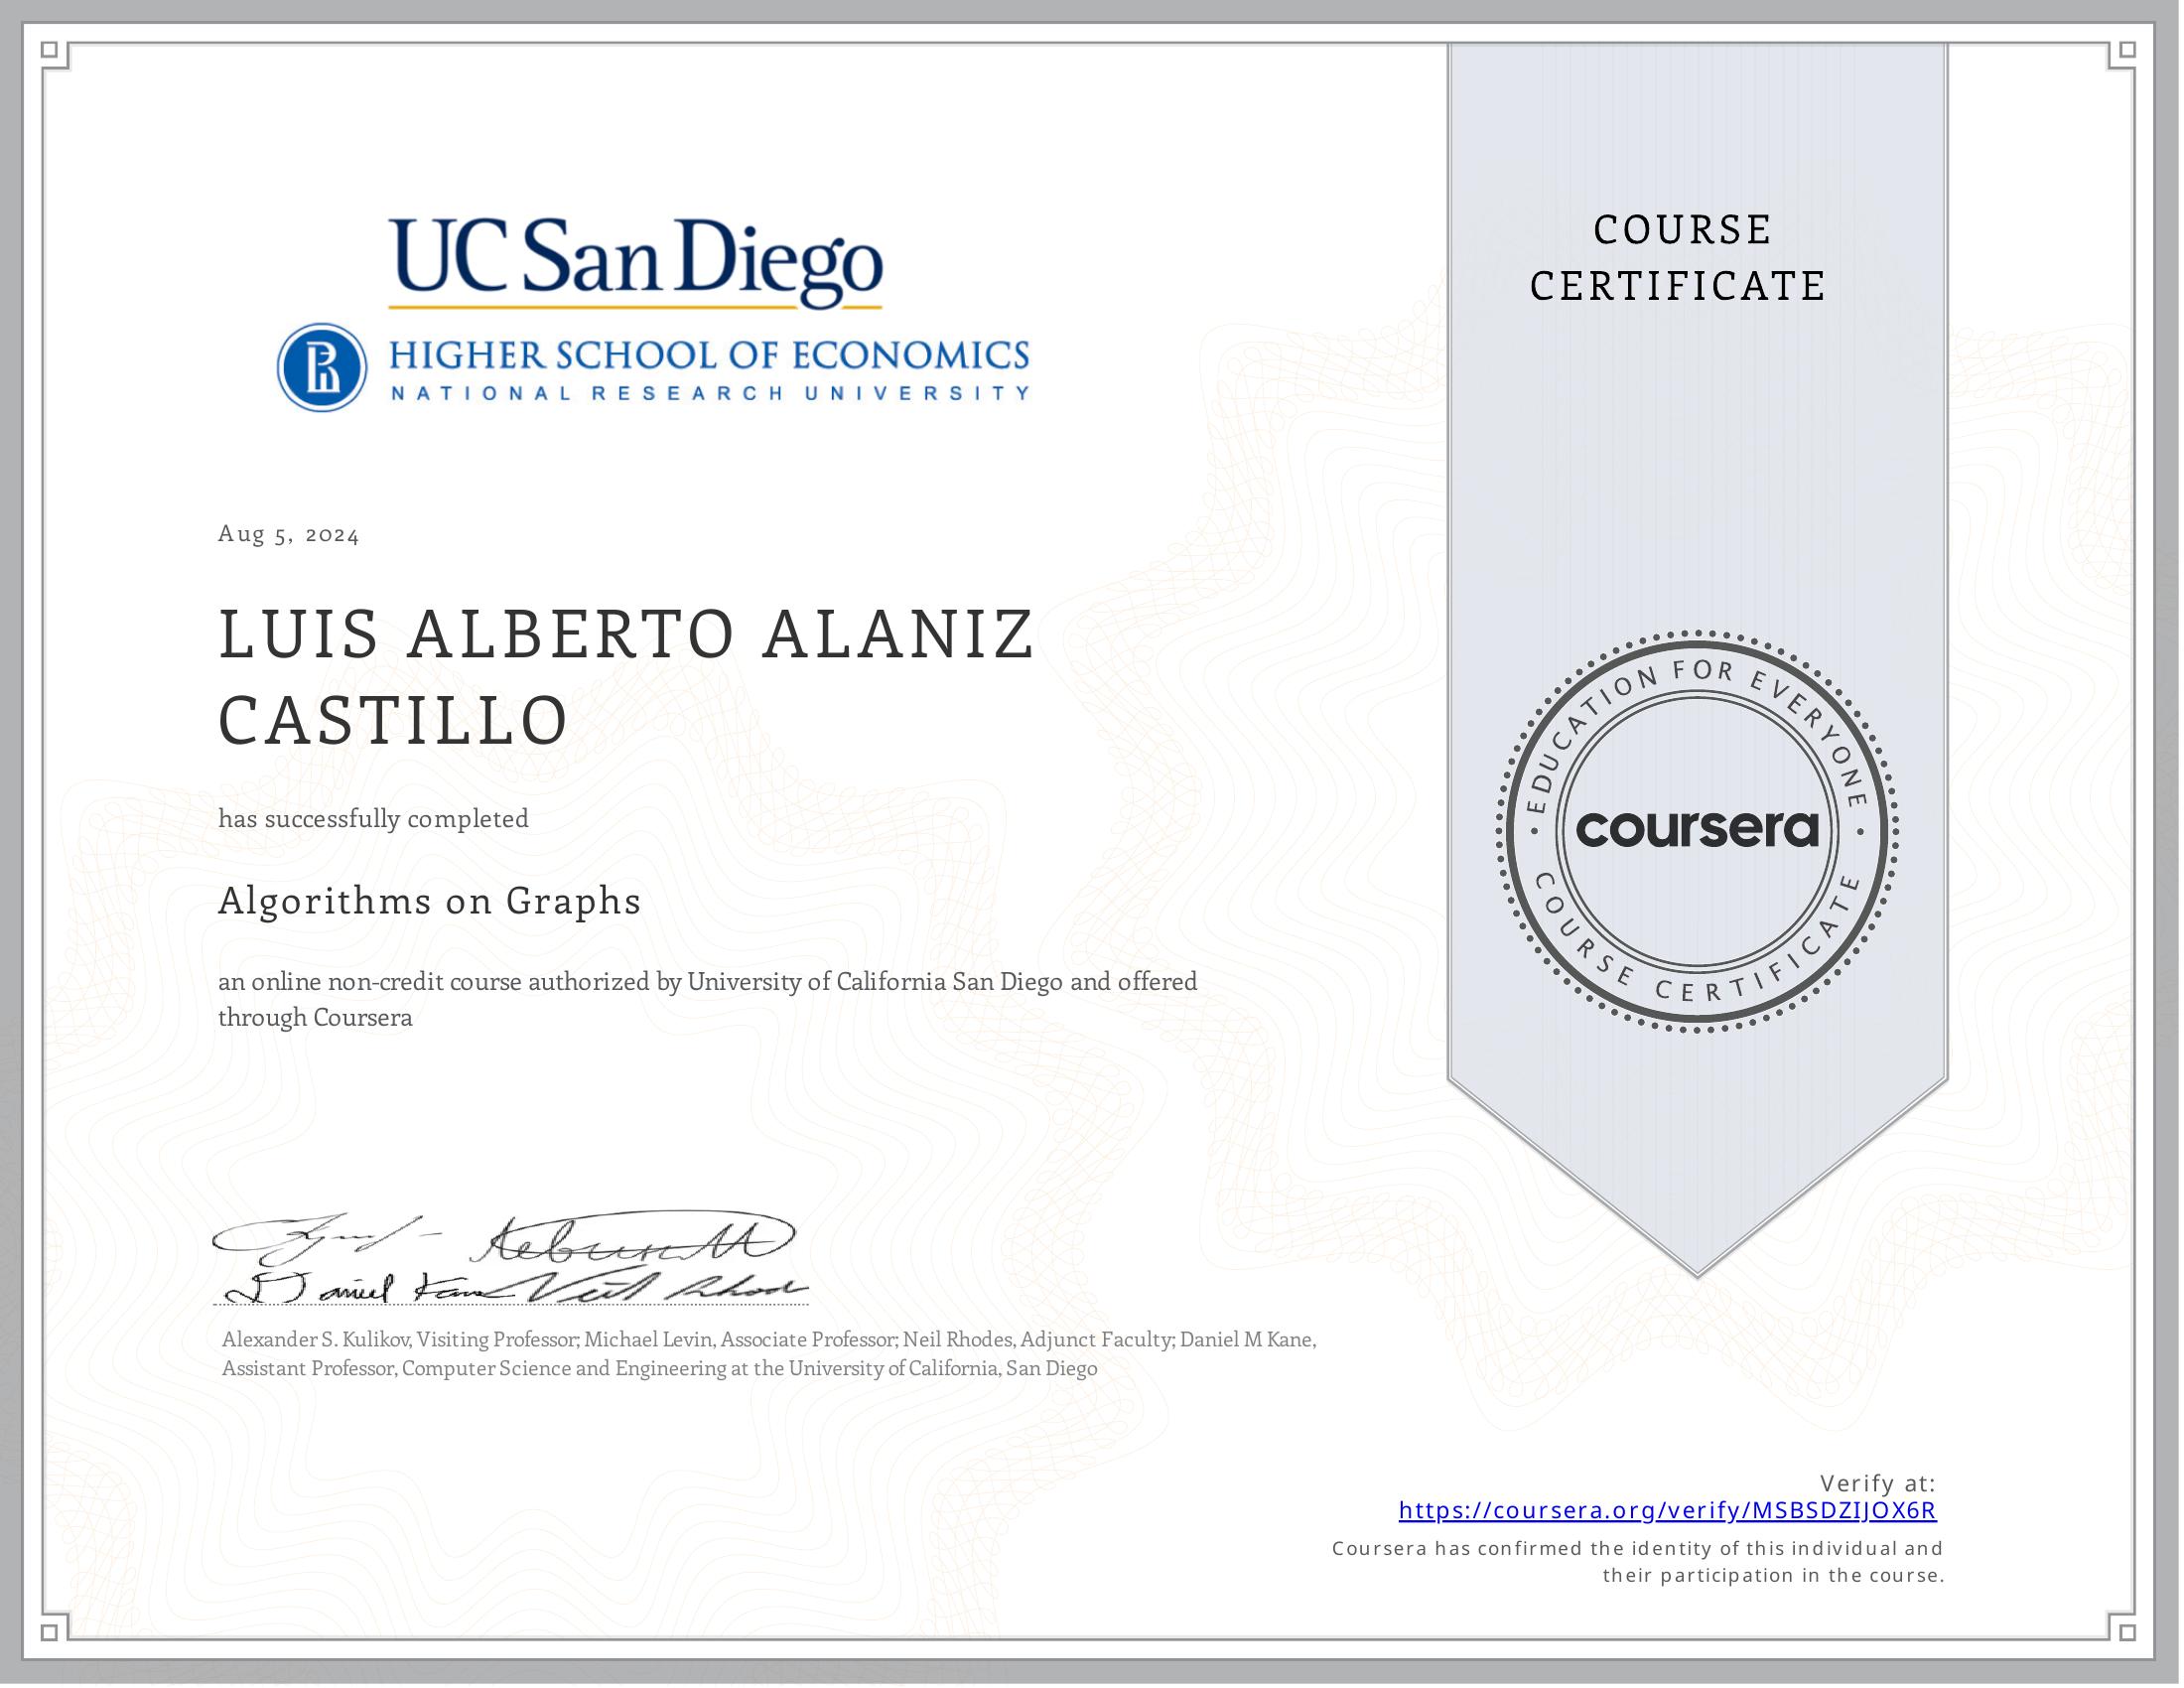 UC San Diego
HIGHER SCHOOL OF ECONOMICS
NATIONAL RESEARCH UNIVERSITY
COURSE
CERTIFICATE
Aug 5, 2024
LUIS ALBERTO ALANIZ
CASTILLO
has successfully completed
Algorithms on Graphs
an online non-credit course authorized by University of California San Diego and offered
through Coursera
EDUCATION FOR EVERYONE
coursera
COURSE CERTIFICATE
Daniel Kane Neil Rhodes
Alexander S. Kulikov, Visiting Professor; Michael Levin, Associate Professor; Neil Rhodes, Adjunct Faculty; Daniel M Kane,
Assistant Professor, Computer Science and Engineering at the University of California, San Diego
Verify at:
https://coursera.org/verify/MSBSDZIJOX6R
Coursera has confirmed the identity of this individual and
their participation in the course.